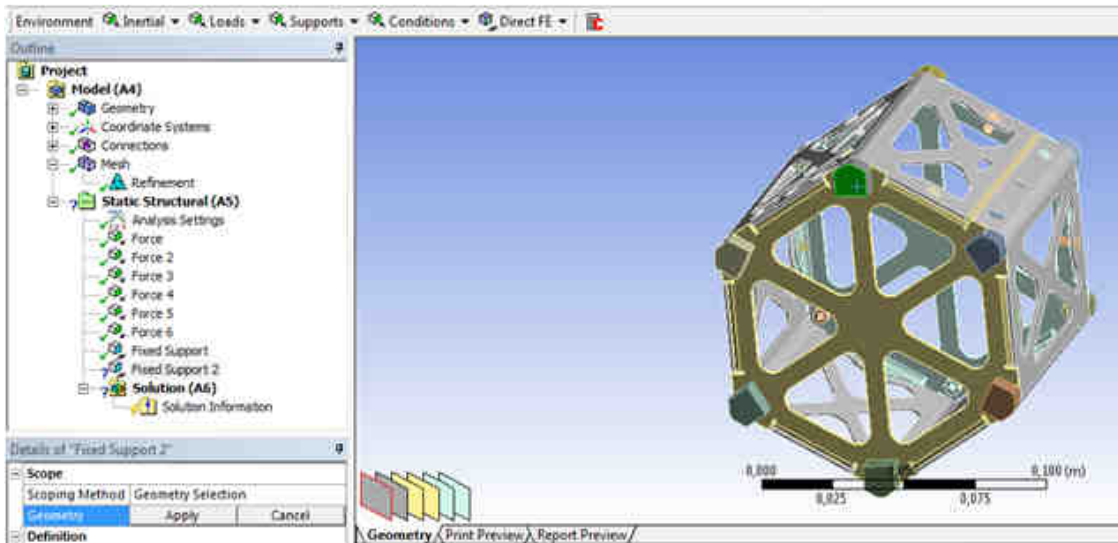 Environment Inertial Loads Supports Conditions Direct FE
Outline
Project
Model (A4)
Geometry
Coordinate Systems
Connections
Mesh
Refinement
Static Structural (A5)
Analysis Settings
Force
Force 2
Force 3
Force 4
Force 5
Force 6
Fixed Support
Fixed Support 2
Solution (A6)
Solution Information
Details of "Fixed Support 2"
Scope
Scoping Method Geometry Selection
Geometry Apply Cancel
Definition
0,000 0,100 (m)
0,025 0,075
Geometry Print Preview Report Preview